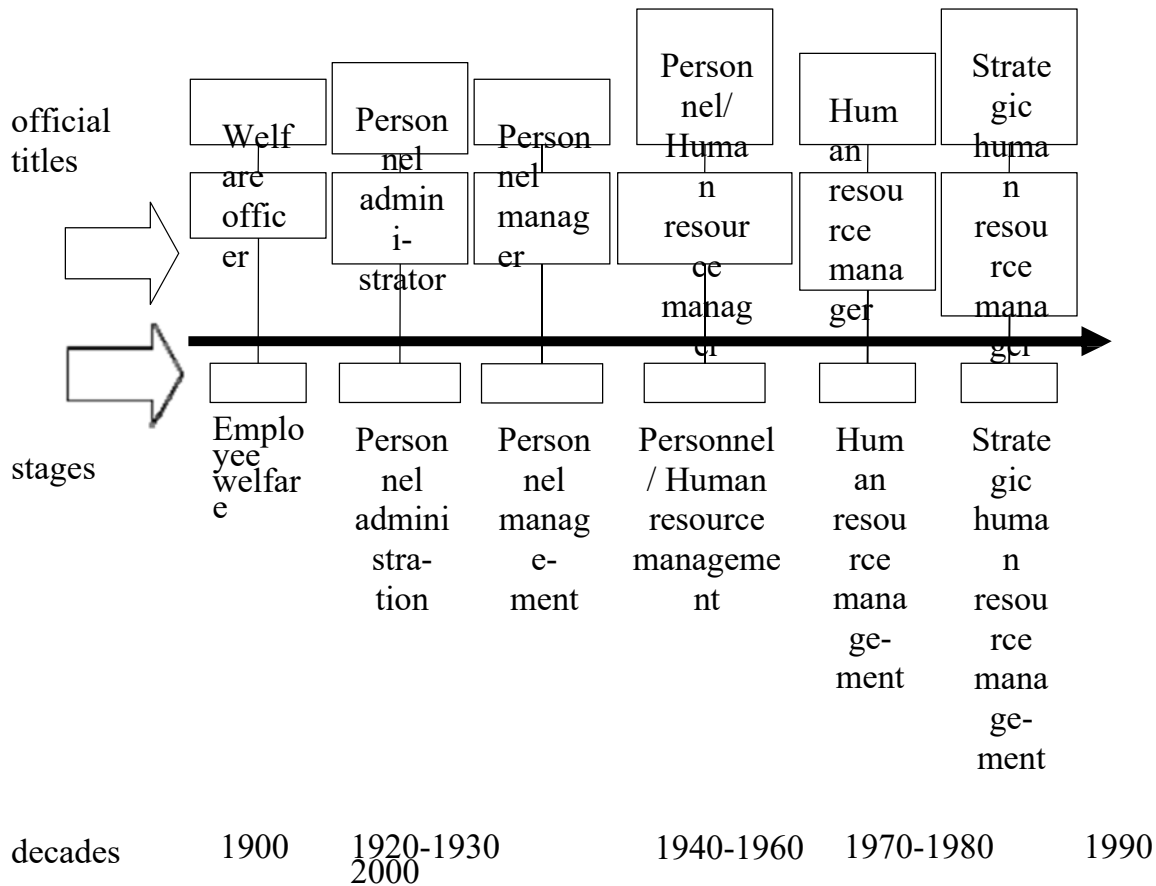 official
titles
Welf
are
offic
er
Person
nel
admin
i-
strator
Person
nel
manag
er
Person
nel/
Huma
n
resour
ce
manag
er
Hum
an
resou
rce
mana
ger
Strate
gic
huma
n
resou
rce
mana
ger
stages
Emplo
yee
welfar
e
Person
nel
admini
stra-
tion
Person
nel
manag
e-
ment
Personnel
/ Human
resource
manageme
nt
Hum
an
resou
rce
mana
ge-
ment
Strate
gic
huma
n
resou
rce
mana
ge-
ment
decades 1900 1920-1930 1940-1960 1970-1980 1990
2000